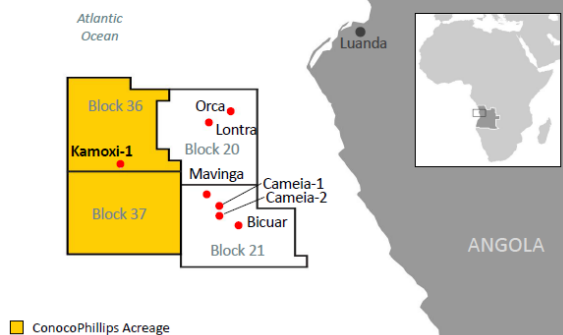 Atlantic
Ocean
Luanda
Block 36
Orca
Lontra
Kamoxi-1
Block 20
Mavinga
Cameia-1
Cameia-2
Block 37
Bicuar
Block 21
ANGOLA
ConocoPhillips Acreage